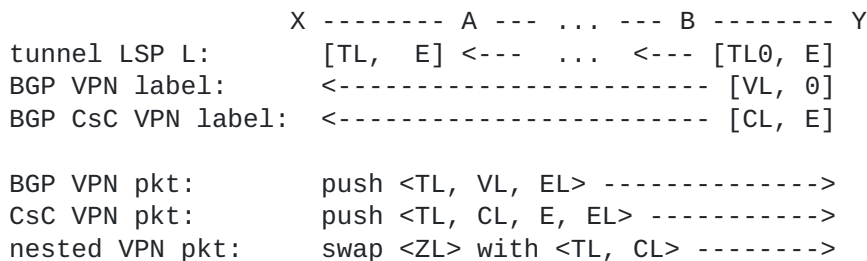 X -------- A --- ... --- B -------- Y
tunnel LSP L: [TL, E] <--- ... <--- [TL0, E]
BGP VPN label: <------------------------ [VL, 0]
BGP CsC VPN label: <------------------------ [CL, E]
BGP VPN pkt: push <TL, VL, EL> -------------->
CsC VPN pkt: push <TL, CL, E, EL> ----------->
nested VPN pkt: swap <ZL> with <TL, CL> -------->